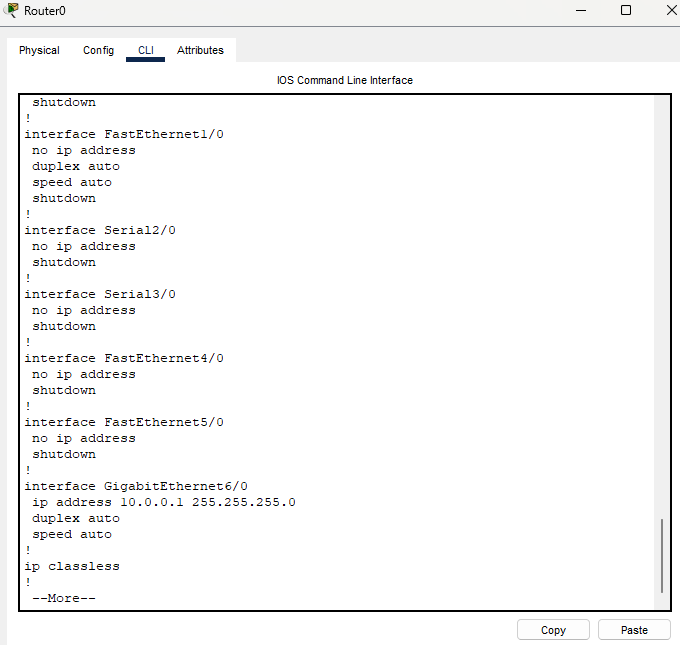 Router0
Physical Config CLI Attributes
IOS Command Line Interface
shutdown
!
interface FastEthernet1/0
no ip address
duplex auto
speed auto
shutdown
!
interface Serial2/0
no ip address
shutdown
!
interface Serial3/0
no ip address
shutdown
!
interface FastEthernet4/0
no ip address
shutdown
!
interface FastEthernet5/0
no ip address
shutdown
!
interface GigabitEthernet6/0
ip address 10.0.0.1 255.255.255.0
duplex auto
speed auto
!
ip classless
!
--More--
Copy Paste